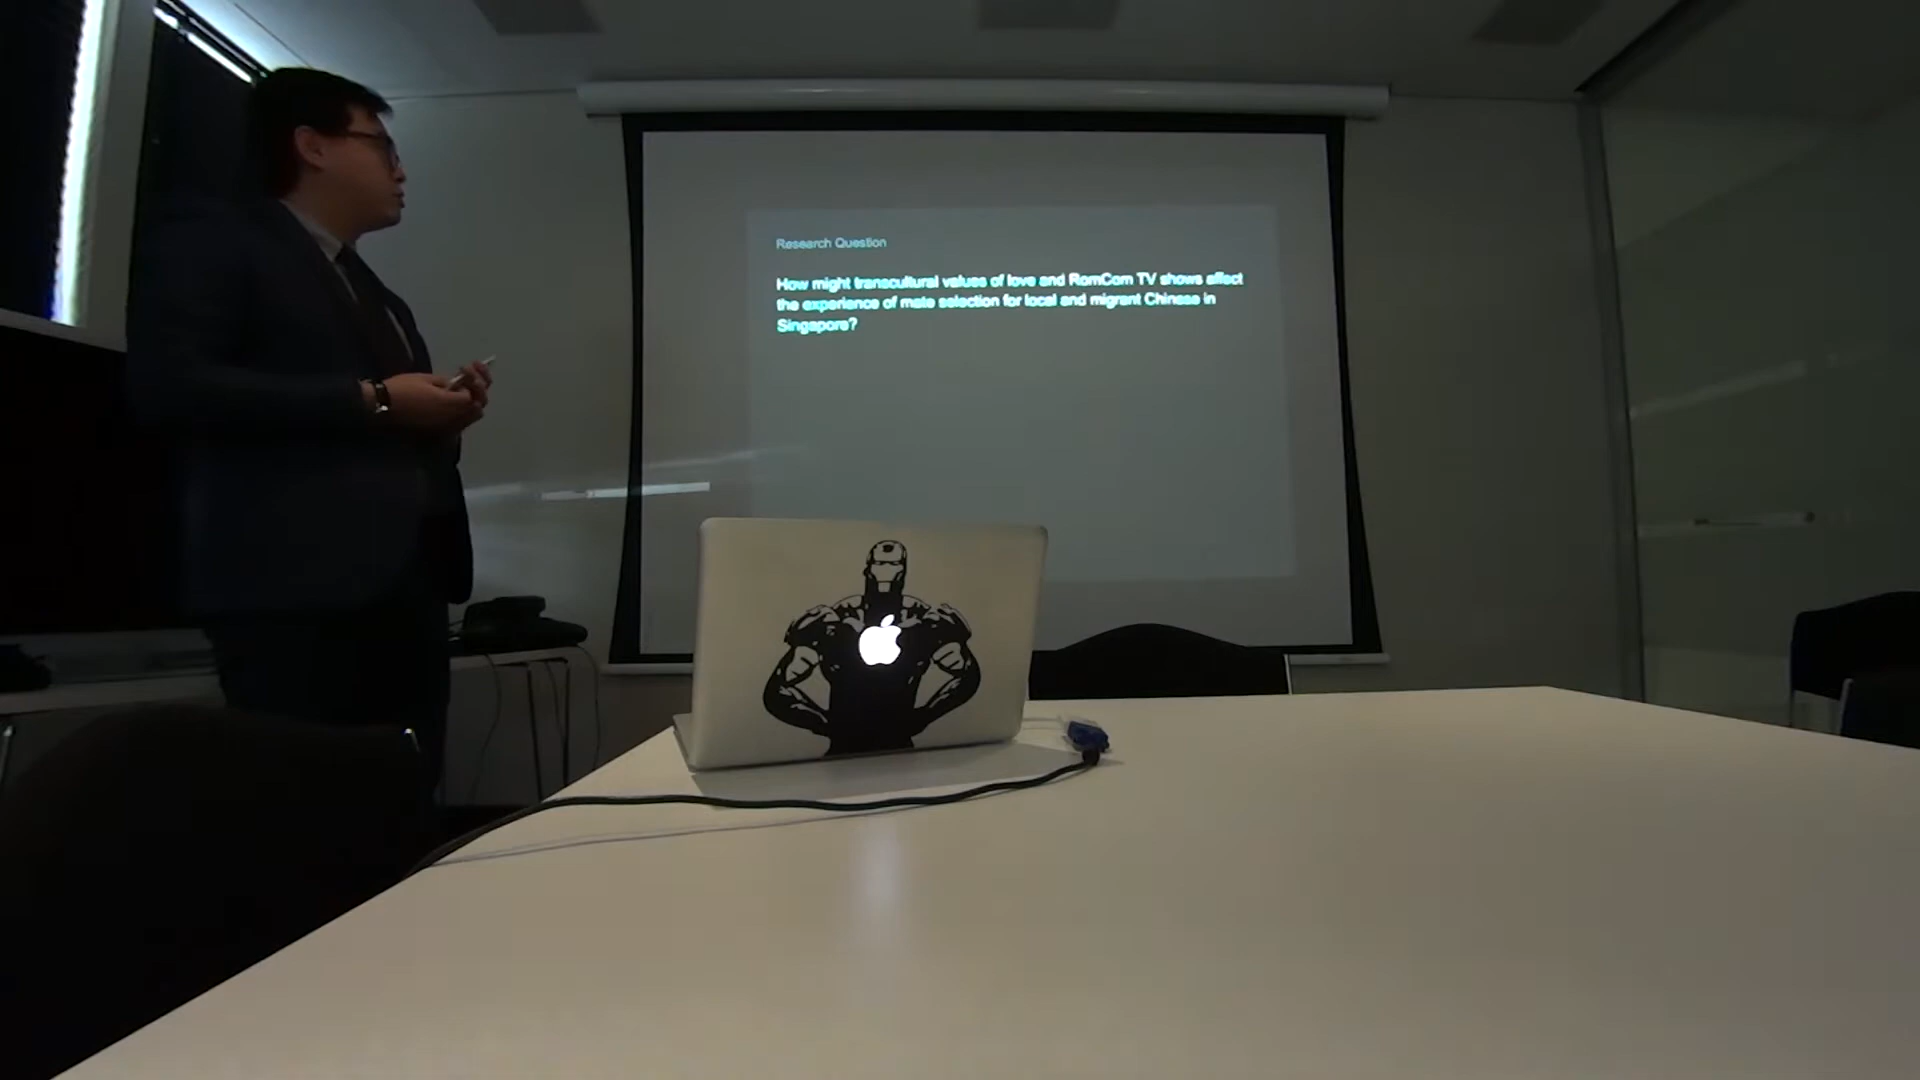 Research Question
How might transcultural values of love and RomCom TV shows affect
the experience of mate selection for local and migrant Chinese in
Singapore?